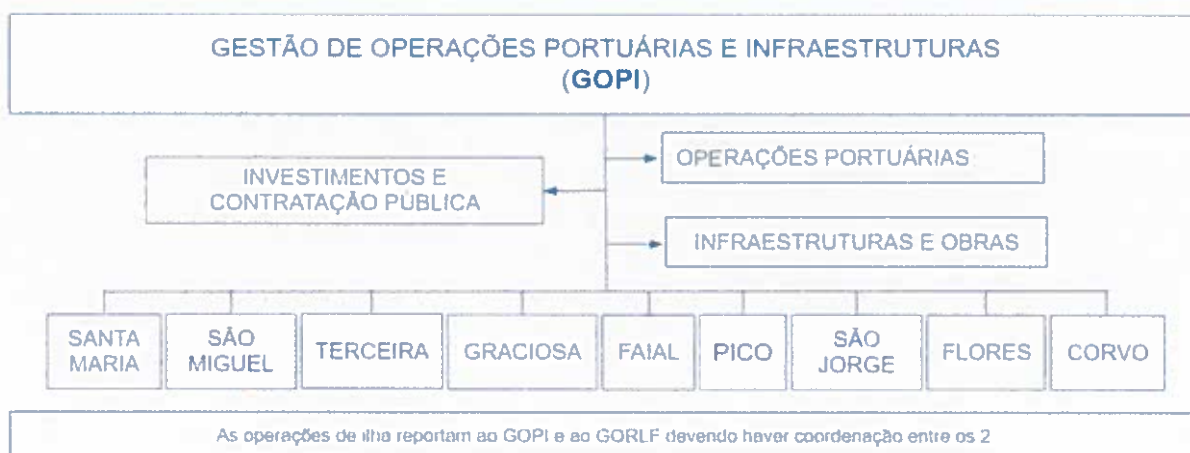 GESTÃO DE OPERAÇÕES PORTUÁRIAS E INFRAESTRUTURAS
(GOPI)
OPERAÇÕES PORTUÁRIAS
INVESTIMENTOS E
CONTRATAÇÃO PÚBLICA
INFRAESTRUTURAS E OBRAS
SANTA
MARIA
SÃO
MIGUEL
TERCEIRA
GRACIOSA
FAIAL
PICO
SÃO
JORGE
FLORES
CORVO
As operações de ilha reportam ao GOPI e ao GORLF devendo haver coordenação entre os 2